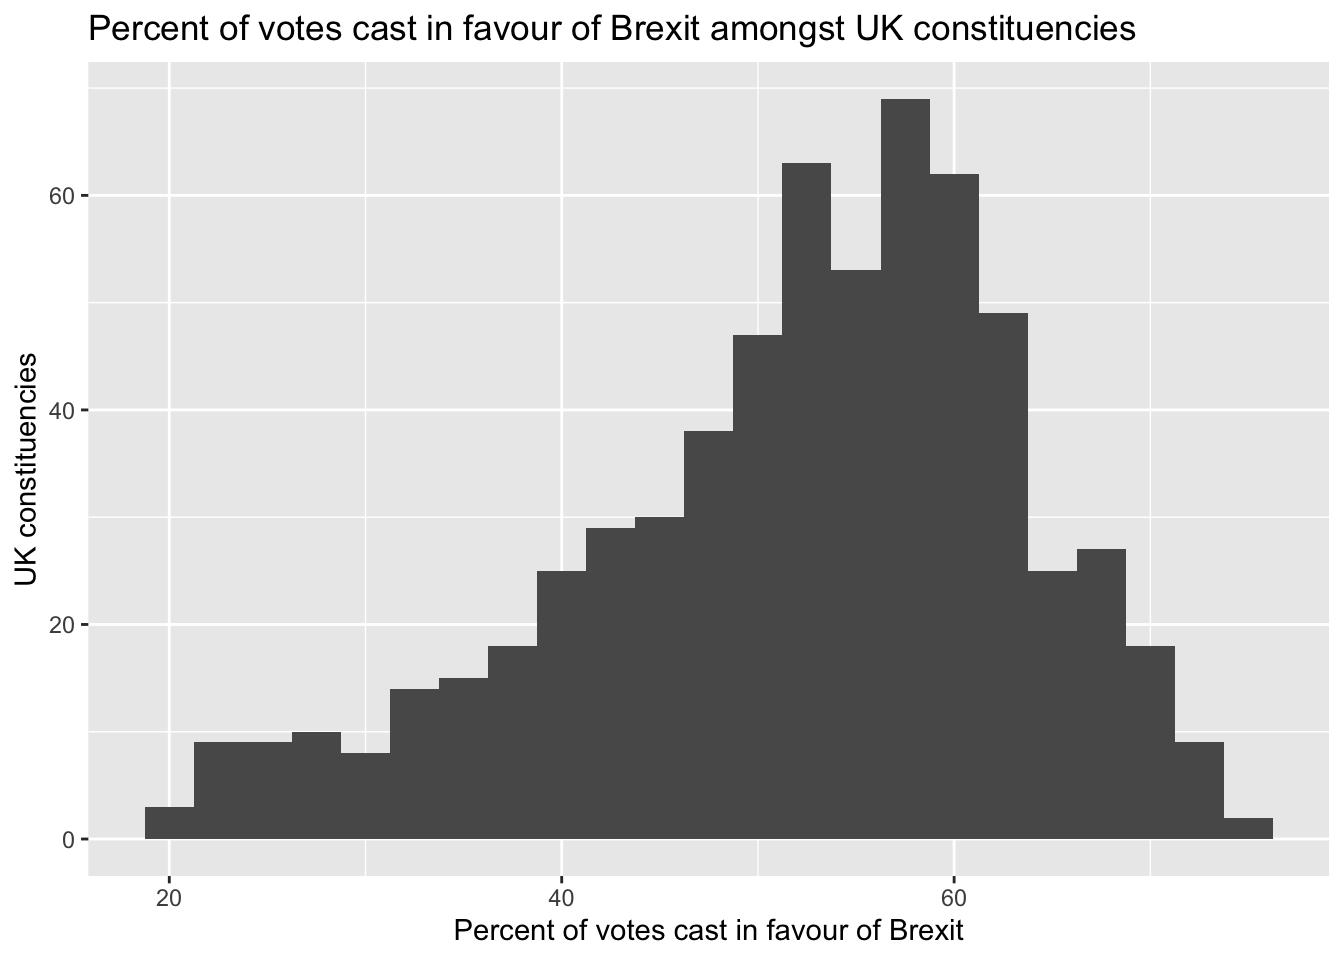 Percent of votes cast in favour of Brexit amongst UK constituencies
UK constituencies
60
40
20
0
20 40 60
Percent of votes cast in favour of Brexit